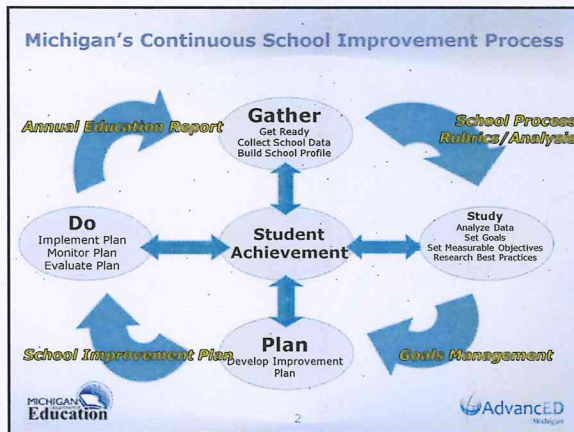 Michigan's Continuous School Improvement Process
Annual Education Report
Gather
Get Ready
Collect School Data
Build School Profile
School Process
Rubrics/Analysis
Do
Implement Plan
Monitor Plan
Evaluate Plan
Student
Achievement
Study
Analyze Data
Set Goals
Set Measurable Objectives
Research Best Practices
School Improvement Plan
Plan
Develop Improvement
Plan
Goals Management
MICHIGAN
Education
2
AdvancED
Michigan